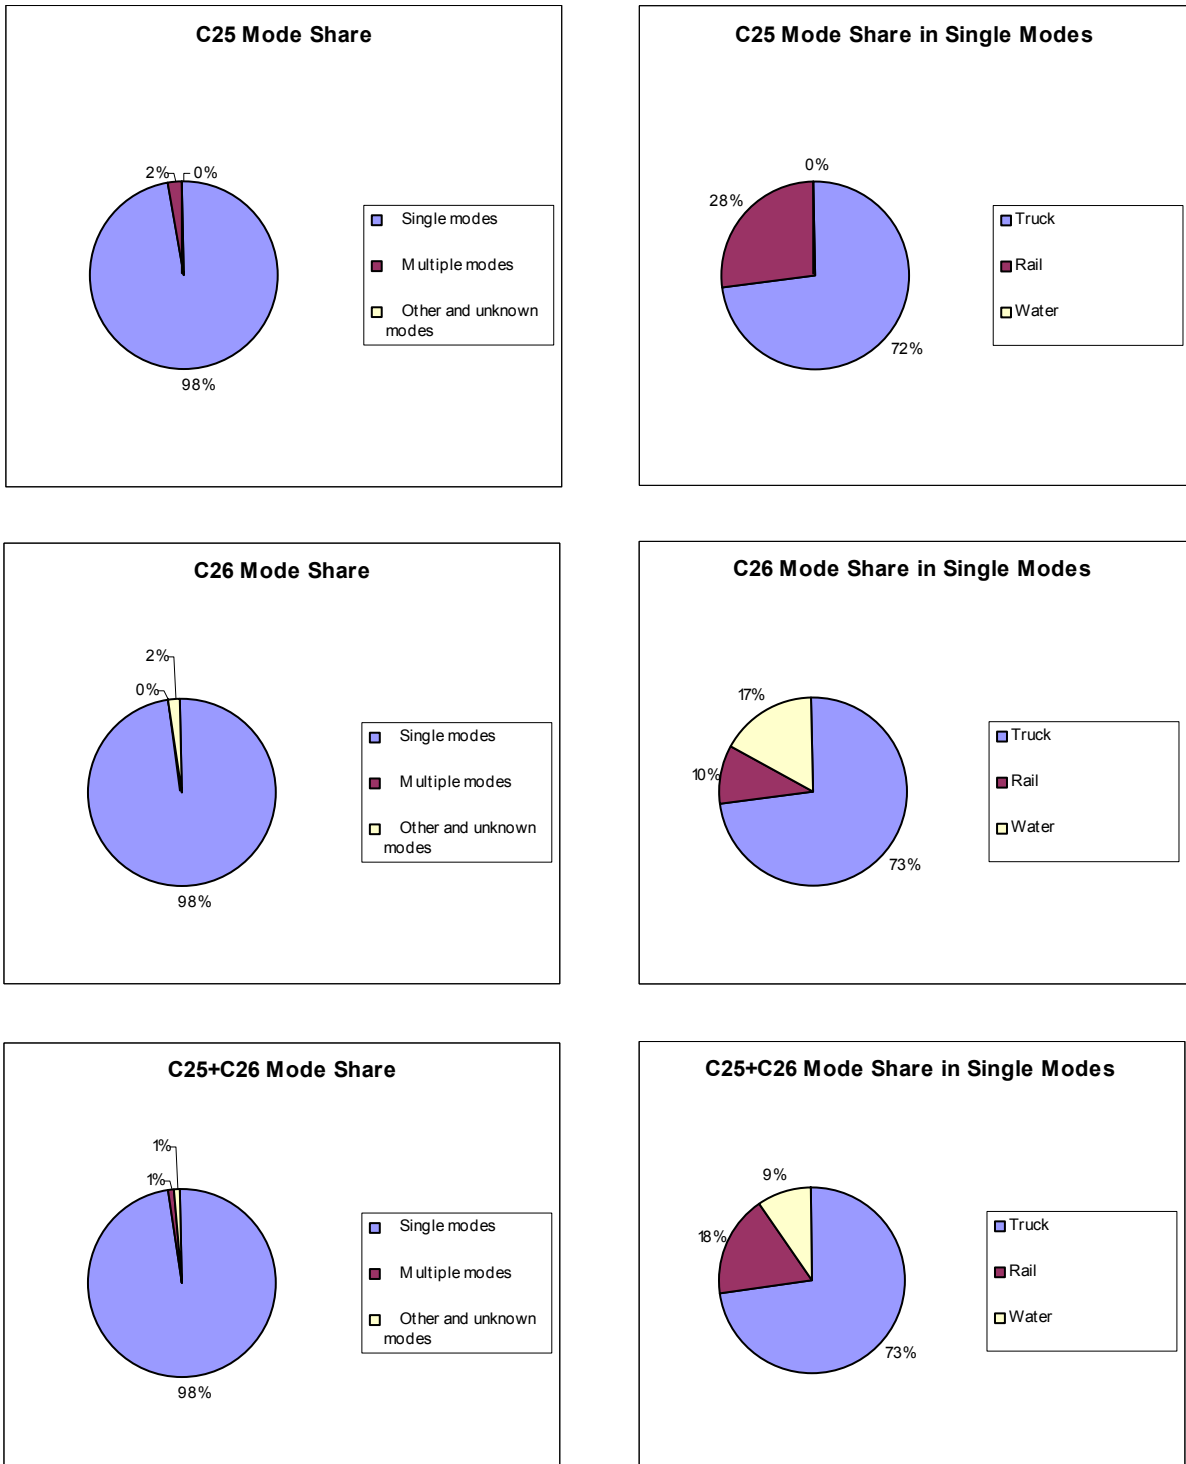 C25 Mode Share
2%
0%
98%
Single modes
Multiple modes
Other and unknown
modes
C25 Mode Share in Single Modes
0%
28%
72%
Truck
Rail
Water
C26 Mode Share
2%
0%
98%
Single modes
Multiple modes
Other and unknown
modes
C26 Mode Share in Single Modes
17%
10%
73%
Truck
Rail
Water
C25+C26 Mode Share
1%
1%
98%
Single modes
Multiple modes
Other and unknown
modes
C25+C26 Mode Share in Single Modes
9%
18%
73%
Truck
Rail
Water